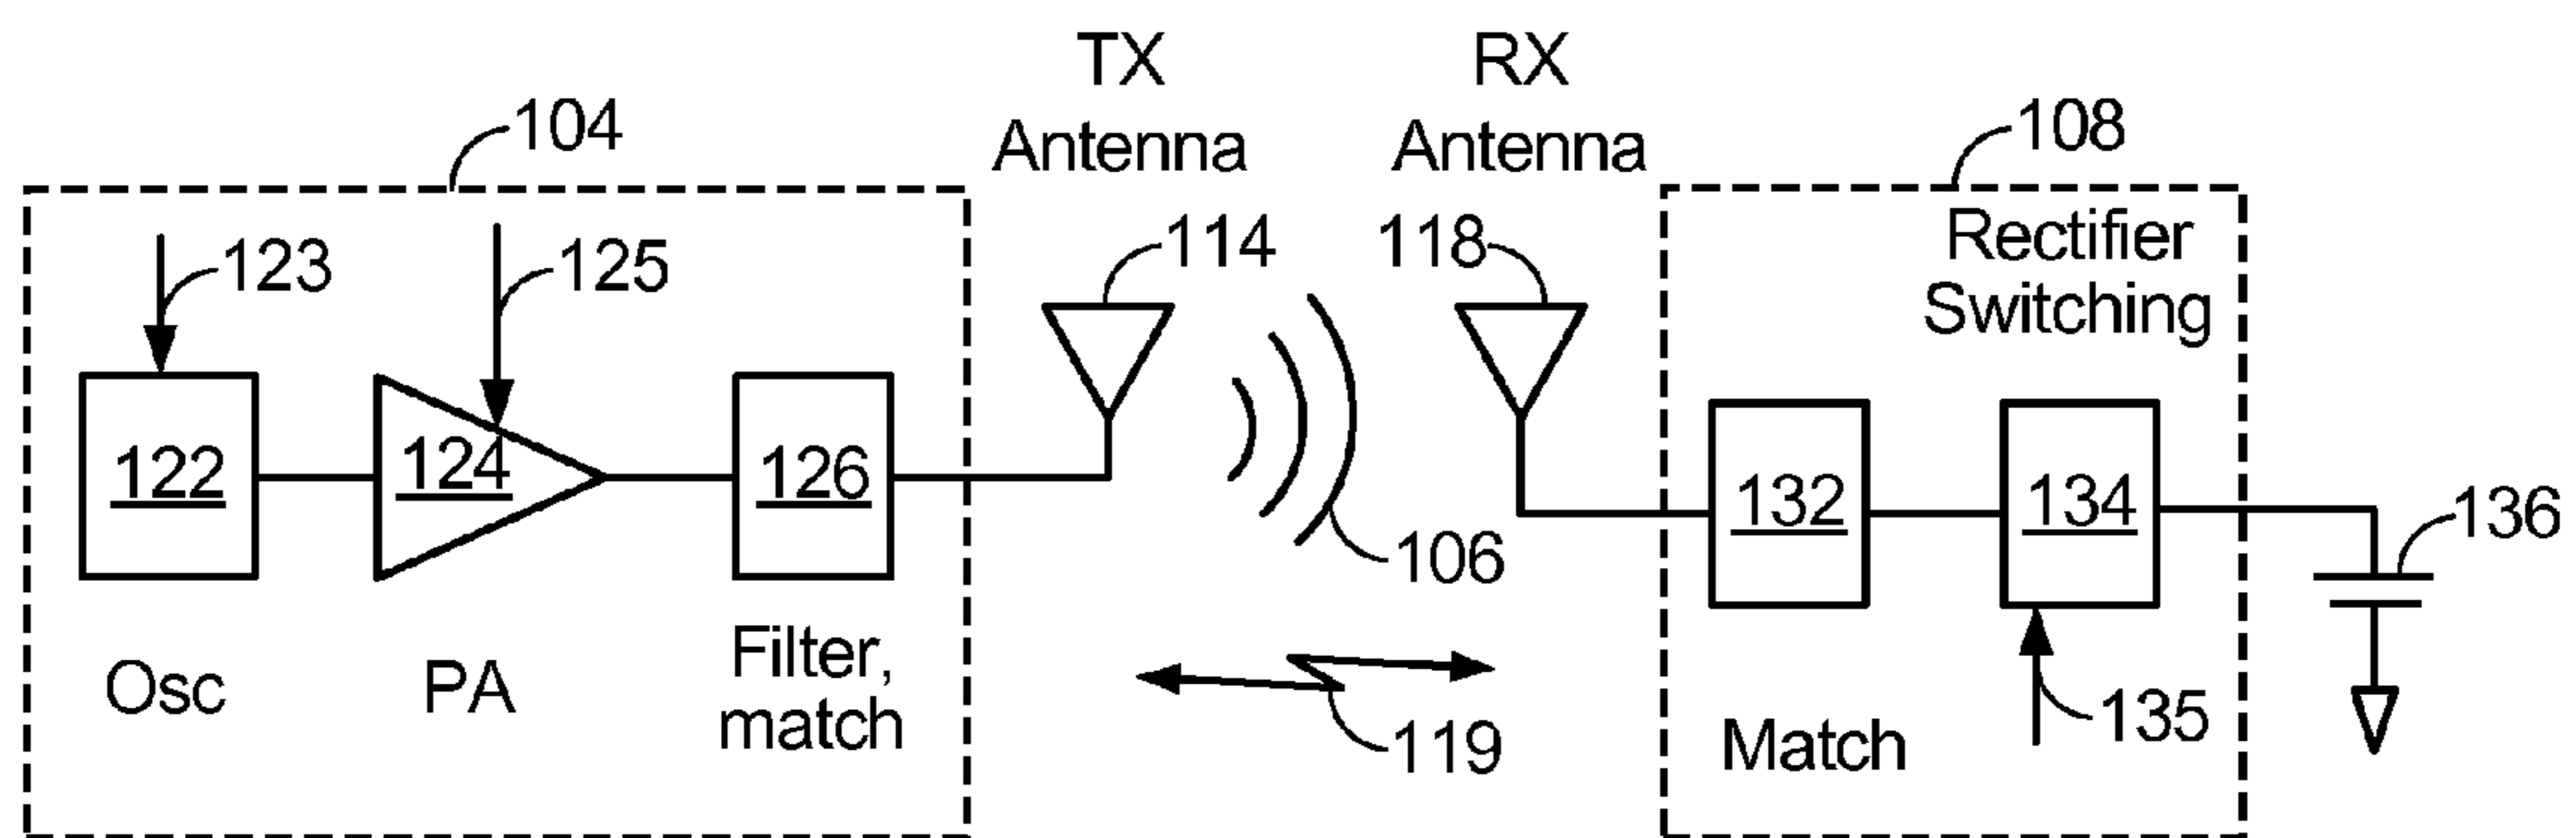 TX
Antenna
RX
Antenna
104
108
Rectifier
Switching
123
125
114
118
122
124
126
132
134
136
106
Osc
PA
Filter,
match
119
Match
135